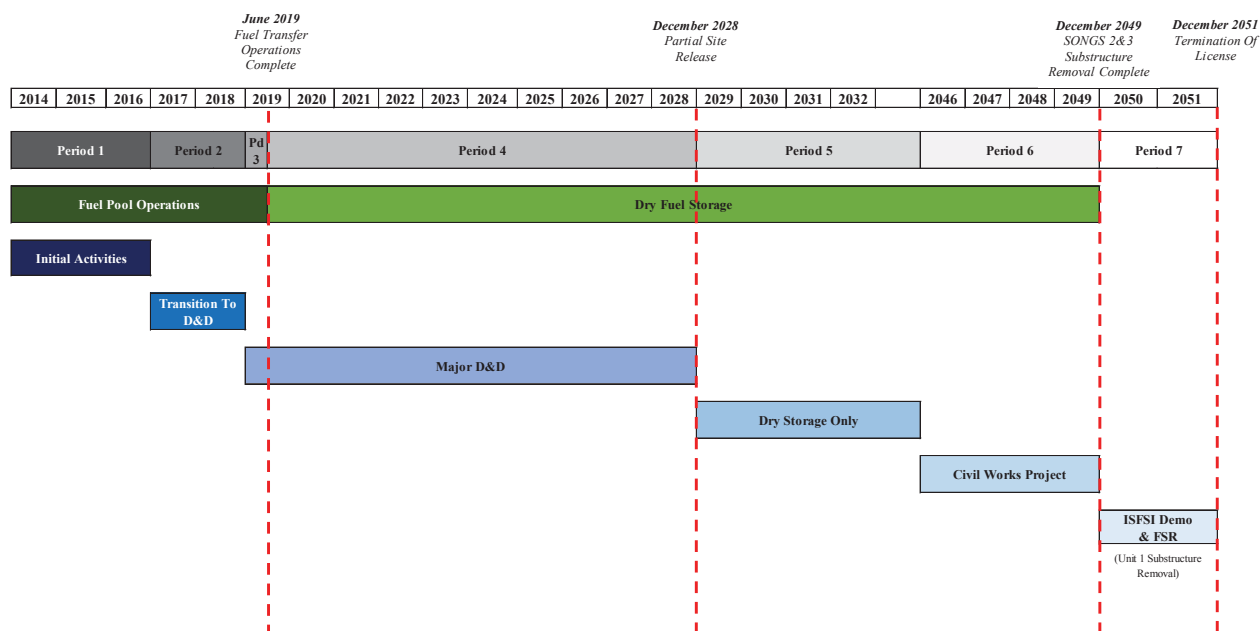 June 2019
Fuel Transfer
Operations
Complete
December 2028
Partial Site
Release
December 2049
SONGS 2&3
Substructure
Removal Complete
December 2051
Termination Of
License
2014 2015 2016 2017 2018 2019 2020 2021 2022 2023 2024 2025 2026 2027 2028 2029 2030 2031 2032 2046 2047 2048 2049 2050 2051
Period 1
Period 2
Pd
3
Period 4
Period 5
Period 6
Period 7
Fuel Pool Operations
Dry Fuel Storage
Initial Activities
Transition To
D&D
Major D&D
Dry Storage Only
Civil Works Project
ISFSI Demo
& FSR
(Unit 1 Substructure
Removal)